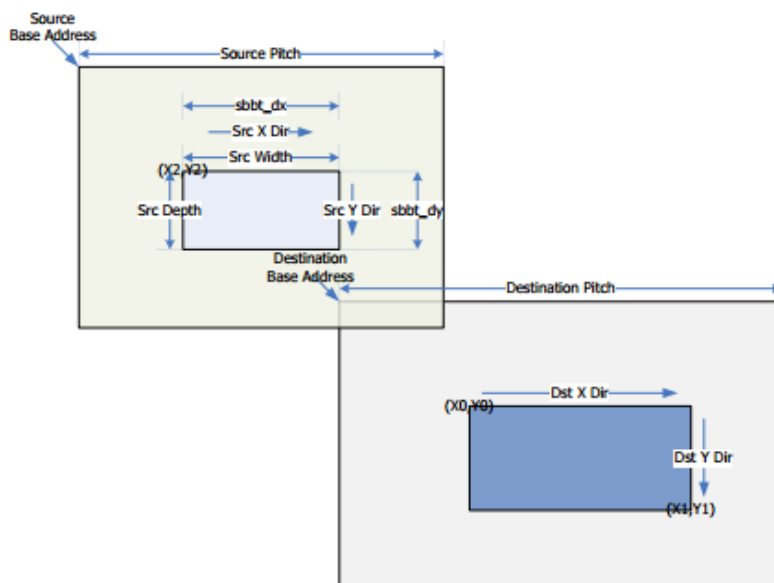 Source
Base Address
Source Pitch
sbbt_dx
Src X Dir
Src Width
(X2,Y2)
Src Depth
Src Y Dir
sbbt_dy
Destination
Base Address
Destination Pitch
Dst X Dir
(X0,Y0)
Dst Y Dir
(X1,Y1)